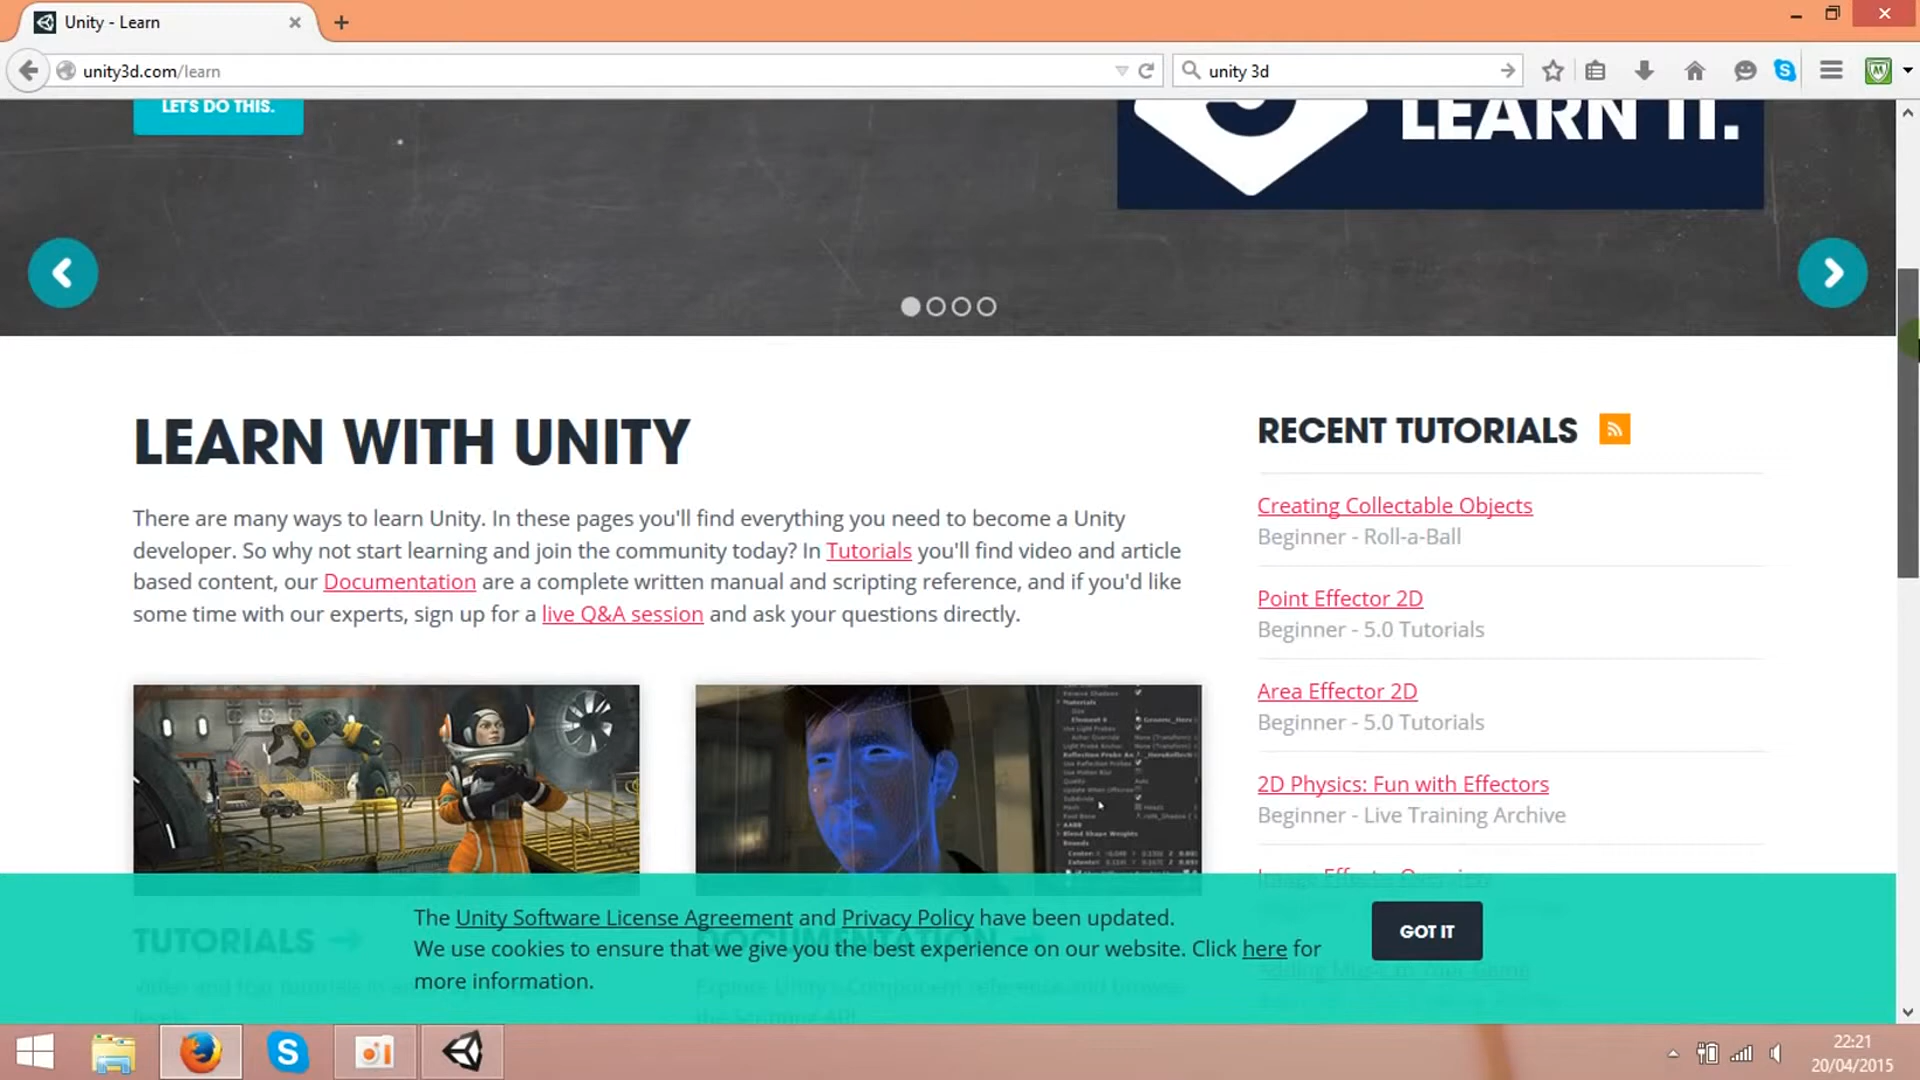 Unity - Learn
unity3d.com/learn
unity 3d
LET'S DO THIS.
LEARN IT.
LEARN WITH UNITY
There are many ways to learn Unity. In these pages you'll find everything you need to become a Unity
developer. So why not start learning and join the community today? In Tutorials you'll find video and article
based content, our Documentation are a complete written manual and scripting reference, and if you'd like
some time with our experts, sign up for a live Q&A session and ask your questions directly.
RECENT TUTORIALS
Creating Collectable Objects
Beginner - Roll-a-Ball
Point Effector 2D
Beginner - 5.0 Tutorials
Area Effector 2D
Beginner - 5.0 Tutorials
2D Physics: Fun with Effectors
Beginner - Live Training Archive
Materials
Element 0
Blend Shape Weights
Bounds
TUTORIALS
DOCUMENTATION
The Unity Software License Agreement and Privacy Policy have been updated.
We use cookies to ensure that we give you the best experience on our website. Click here for
more information.
GOT IT
22:21
20/04/2015